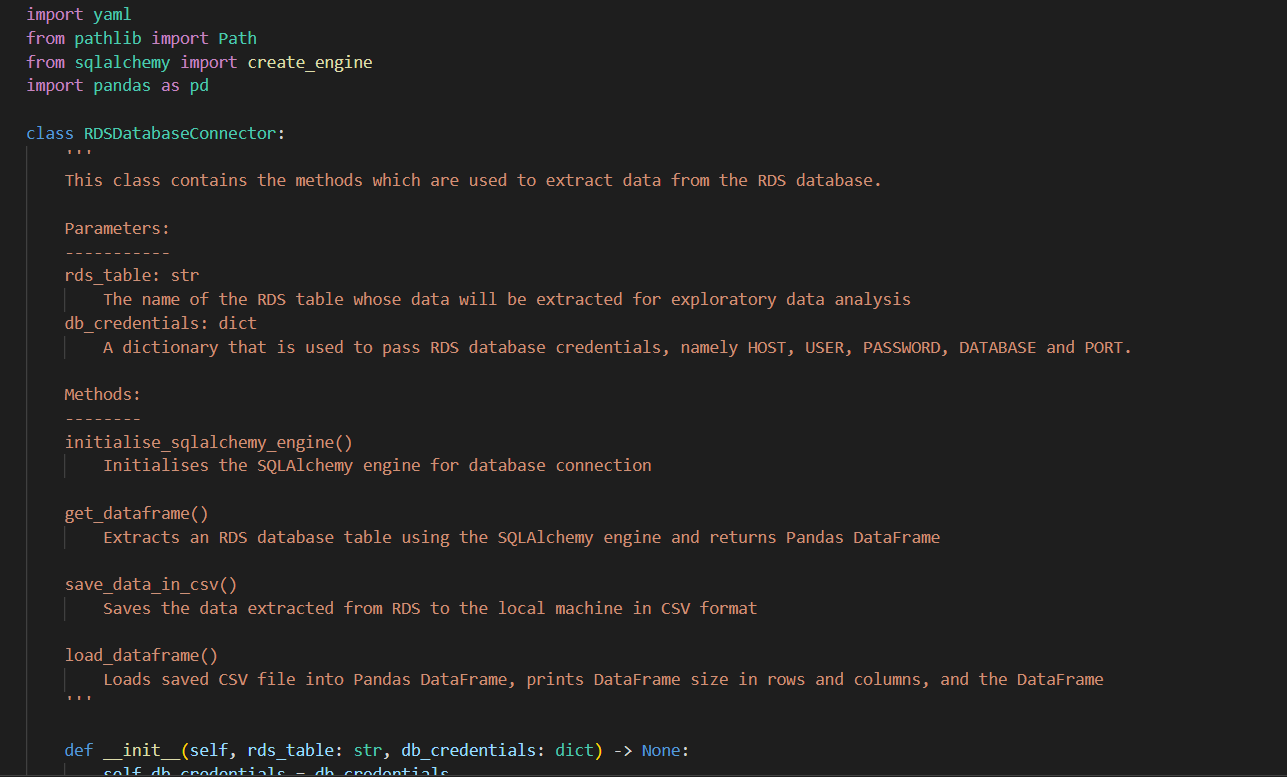 import yaml
from pathlib import Path
from sqlalchemy import create_engine
import pandas as pd

class RDSDatabaseConnector:
    '''
    This class contains the methods which are used to extract data from the RDS database.

    Parameters:
    -----------
    rds_table: str
        The name of the RDS table whose data will be extracted for exploratory data analysis
    db_credentials: dict
        A dictionary that is used to pass RDS database credentials, namely HOST, USER, PASSWORD, DATABASE and PORT.

    Methods:
    --------
    initialise_sqlalchemy_engine()
        Initialises the SQLAlchemy engine for database connection

    get_dataframe()
        Extracts an RDS database table using the SQLAlchemy engine and returns Pandas DataFrame

    save_data_in_csv()
        Saves the data extracted from RDS to the local machine in CSV format

    load_dataframe()
        Loads saved CSV file into Pandas DataFrame, prints DataFrame size in rows and columns, and the DataFrame
    '''

    def __init__(self, rds_table: str, db_credentials: dict) -> None:
        self.db_credentials = db_credentials